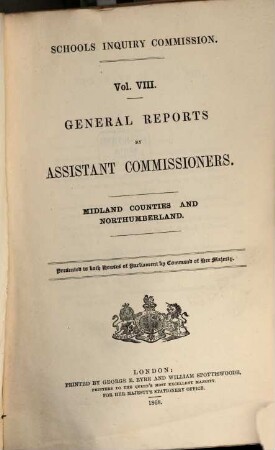 SCHOOLS INQUIRY COMMISSION.
Vol. VIII.
GENERAL REPORTS
BY
ASSISTANT COMMISSIONERS.
MIDLAND COUNTIES AND
NORTHUMBERLAND.
Presented to both Houses of Parliament by Command of Her Majesty.
LONDON:
PRINTED BY GEORGE E. EYRE AND WILLIAM SPOTTISWOODE,
PRINTERS TO THE QUEEN'S MOST EXCELLENT MAJESTY.
FOR HER MAJESTY'S STATIONERY OFFICE.
1868.